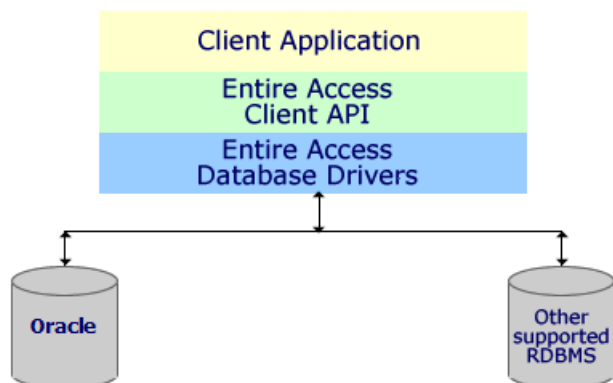 Client Application
Entire Access
Client API
Entire Access
Database Drivers
Oracle
Other
supported
RDBMS